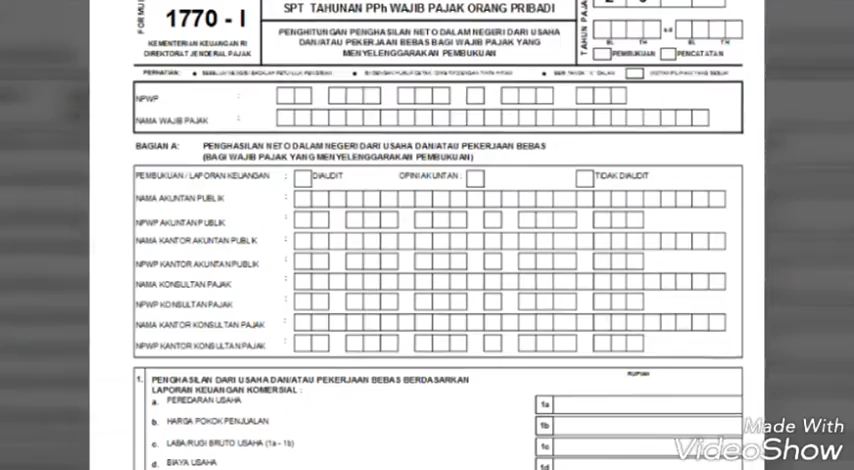 FORMU
1770 - I
KEMENTERIAN KEUANGAN RI
DIREKTORAT JENDERAL PAJAK
SPT TAHUNAN PPh WAJIB PAJAK ORANG PRIBADI
PENGHITUNGAN PENGHASILAN NETO DALAM NEGERI DARI USAHA
DAN/ATAU PEKERJAAN BEBAS BAGI WAJIB PAJAK YANG
MENYELENGGARAKAN PEMBUKUAN
TAHUN PAJA
s.d
BL TH BL TH
PEMBUKUAN PENCATATAN
PERHATIAN :
NPWP :
NAMA WAJIB PAJAK :
BAGIAN A: PENGHASILAN NETO DALAM NEGERI DARI USAHA DAN/ATAU PEKERJAAN BEBAS
(BAGI WAJIB PAJAK YANG MENYELENGGARAKAN PEMBUKUAN)
PEMBUKUAN / LAPORAN KEUANGAN : DIAUDIT OPINI AKUNTAN : TIDAK DIAUDIT
NAMA AKUNTAN PUBLIK :
NPWP AKUNTAN PUBLIK :
NAMA KANTOR AKUNTAN PUBLIK :
NPWP KANTOR AKUNTAN PUBLIK :
NAMA KONSULTAN PAJAK :
NPWP KONSULTAN PAJAK :
NAMA KANTOR KONSULTAN PAJAK :
NPWP KANTOR KONSULTAN PAJAK :
RUPIAH
1. PENGHASILAN DARI USAHA DAN/ATAU PEKERJAAN BEBAS BERDASARKAN
LAPORAN KEUANGAN KOMERSIAL :
a. PEREDARAN USAHA 1a
b. HARGA POKOK PENJUALAN 1b
c. LABA/RUGI BRUTO USAHA (1a - 1b) 1c
d. BIAYA USAHA 1d
Made With
VideoShow